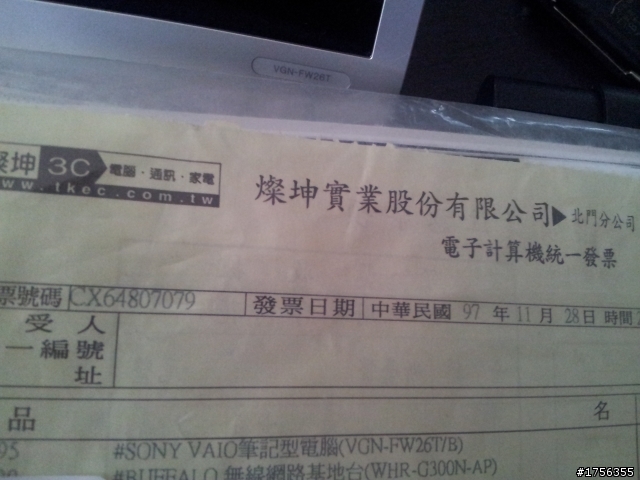 VGN-FW26T
燦坤 3C 電腦·通訊·家電
www.tkec.com.tw
燦坤實業股份有限公司▶北門分公司
電子計算機統一發票
票號碼 CX64807079 發票日期 中華民國 97 年 11 月 28 日 時間
受 人
一 編 號
址
品 名
95 #SONY VAIO筆記型電腦(VGN-FW26T/B)
#BUFFALO 無線網路基地台(WHR-G300N-AP)
#1756355